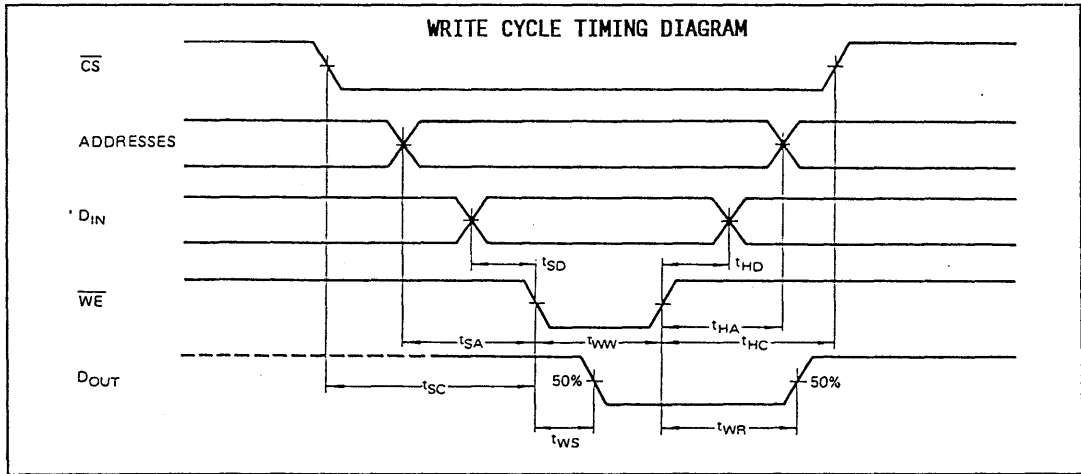 WRITE CYCLE TIMING DIAGRAM
CS
ADDRESSES
DIN
tSD
tHD
WE
tHA
tSA
tWW
tHC
DOUT
50%
50%
tSC
tWS
tWR